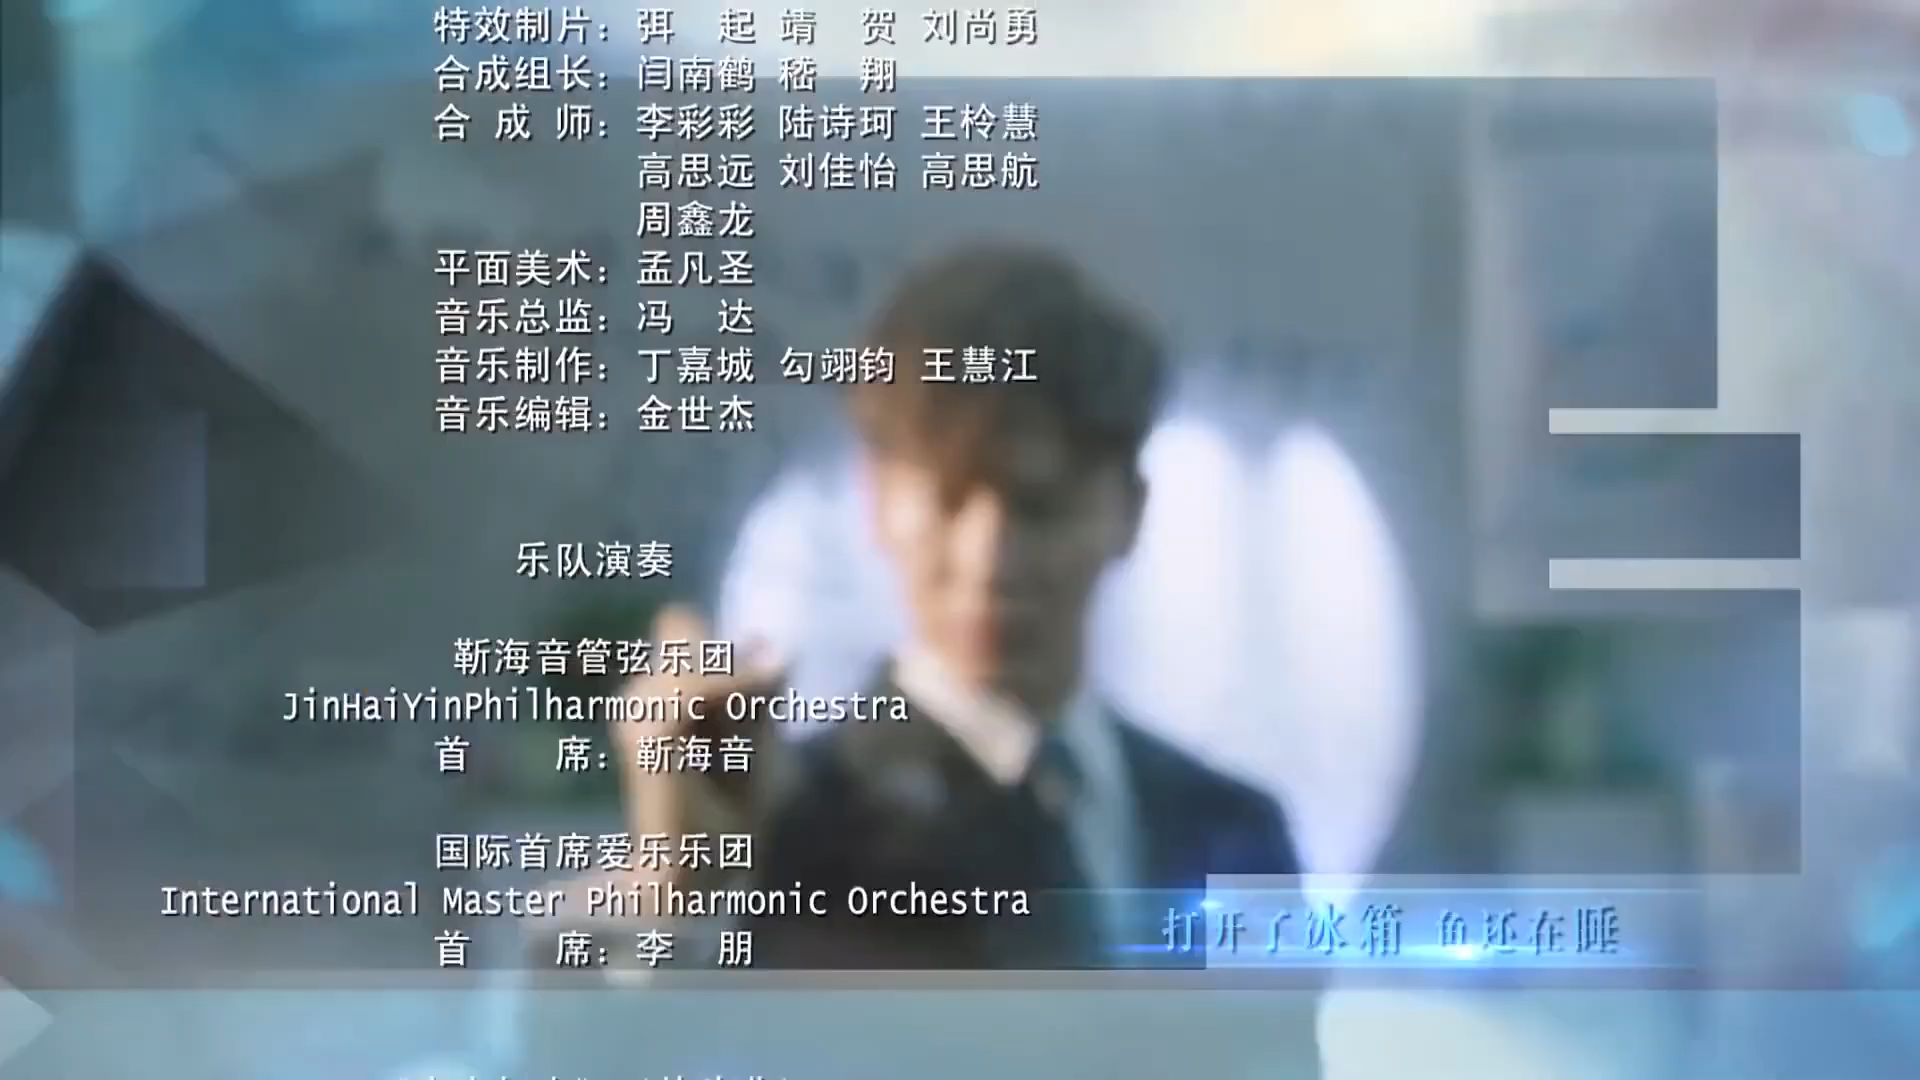 特效制片：弭　起 靖　贺 刘尚勇
合成组长：闫南鹤 嵇　翔
合 成 师：李彩彩 陆诗珂 王柃慧
高思远 刘佳怡 高思航
周鑫龙
平面美术：孟凡圣
音乐总监：冯　达
音乐制作：丁嘉城 勾翊钧 王慧江
音乐编辑：金世杰
乐队演奏
靳海音管弦乐团
JinHaiYinPhilharmonic Orchestra
首　　席：靳海音
国际首席爱乐乐团
International Master Philharmonic Orchestra
首　　席：李　朋
打开了冰箱 鱼还在睡